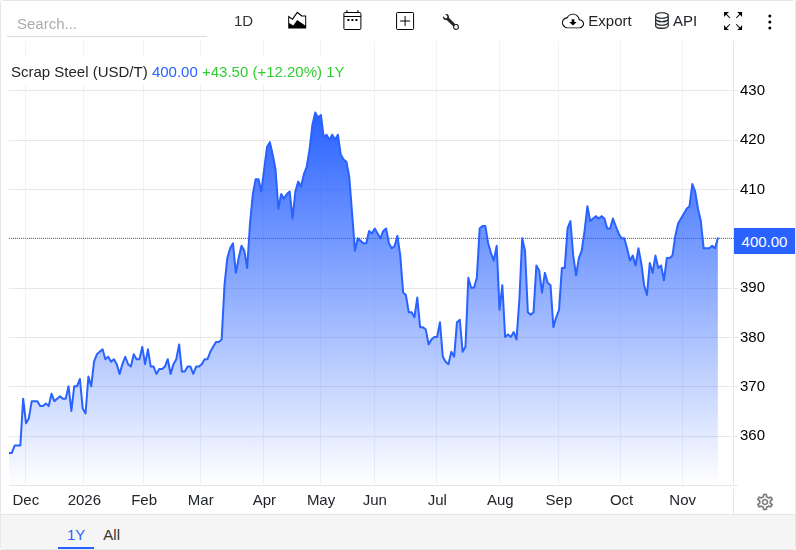 Search... 1D Export API
Scrap Steel (USD/T) 400.00 +43.50 (+12.20%) 1Y
430
420
410
400.00
390
380
370
360
Dec 2026 Feb Mar Apr May Jun Jul Aug Sep Oct Nov
1Y All